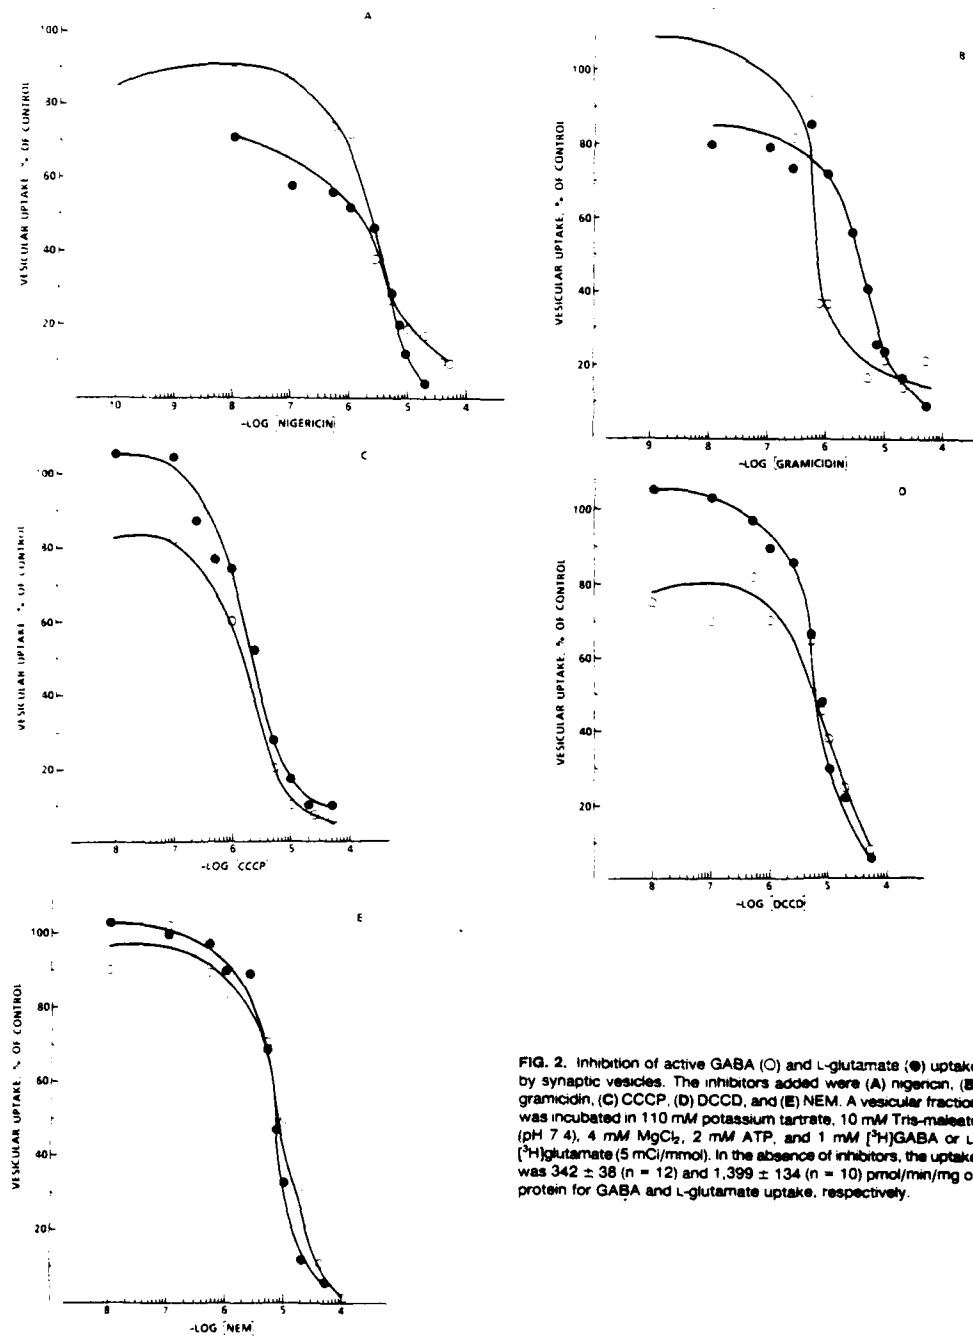 A
VESICULAR UPTAKE, % OF CONTROL
100
80
60
40
20
10 9 8 7 6 5 4
-LOG [NIGERICIN]
B
VESICULAR UPTAKE, % OF CONTROL
100
80
60
40
20
9 8 7 6 5 4
-LOG [GRAMICIDIN]
C
VESICULAR UPTAKE, % OF CONTROL
100
80
60
40
20
8 7 6 5 4
-LOG [CCCP]
D
VESICULAR UPTAKE, % OF CONTROL
100
80
60
40
20
8 7 6 5 4
-LOG [DCCD]
E
VESICULAR UPTAKE, % OF CONTROL
100
80
60
40
20
8 7 6 5 4
-LOG [NEM]
FIG. 2. Inhibition of active GABA (○) and L-glutamate (●) uptake
by synaptic vesicles. The inhibitors added were (A) nigericin, (B)
gramicidin, (C) CCCP, (D) DCCD, and (E) NEM. A vesicular fraction
was incubated in 110 mM potassium tartrate, 10 mM Tris-maleate
(pH 7.4), 4 mM MgCl₂, 2 mM ATP, and 1 mM [³H]GABA or L-
[³H]glutamate (5 mCi/mmol). In the absence of inhibitors, the uptake
was 342 ± 38 (n = 12) and 1,399 ± 134 (n = 10) pmol/min/mg of
protein for GABA and L-glutamate uptake, respectively.